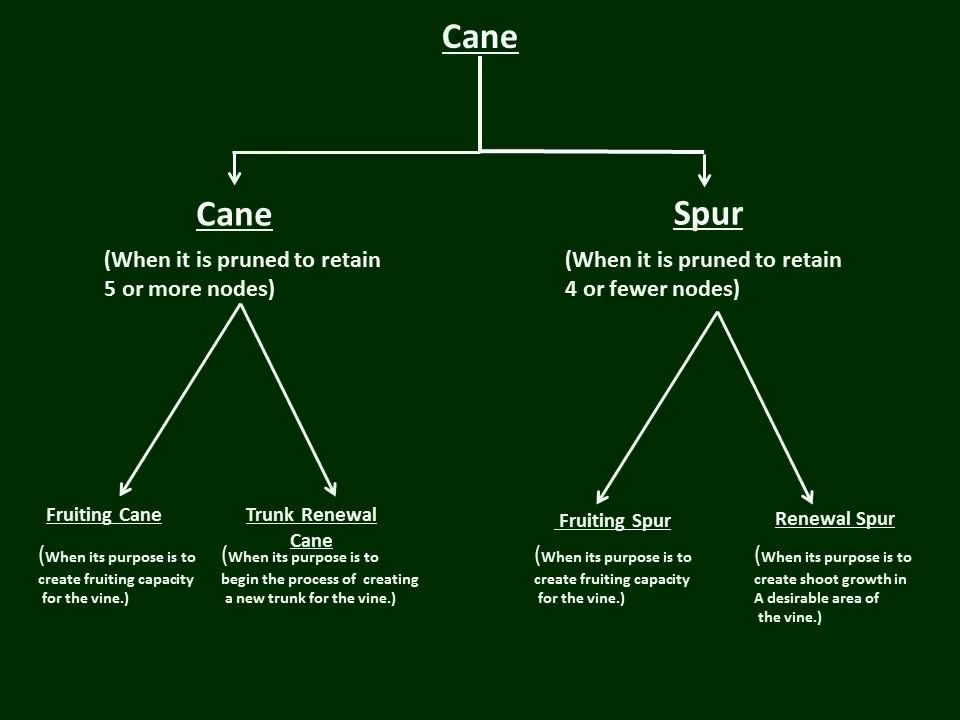 Cane
Cane
(When it is pruned to retain
5 or more nodes)
Spur
(When it is pruned to retain
4 or fewer nodes)
Fruiting Cane
(When its purpose is to
create fruiting capacity
for the vine.)
Trunk Renewal
Cane
(When its purpose is to
begin the process of creating
a new trunk for the vine.)
Fruiting Spur
(When its purpose is to
create fruiting capacity
for the vine.)
Renewal Spur
(When its purpose is to
create shoot growth in
A desirable area of
the vine.)